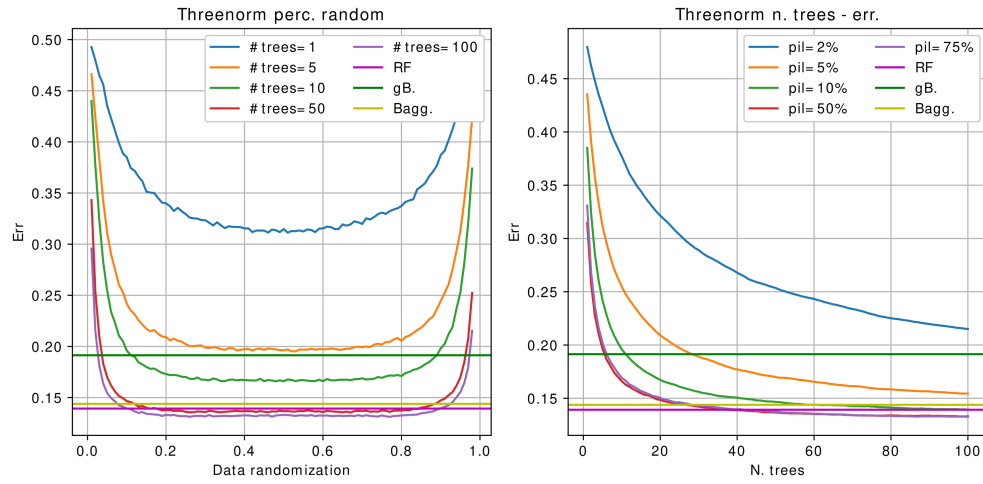 Threenorm perc. random
Err
0.50
0.45
0.40
0.35
0.30
0.25
0.20
0.15
# trees= 1
# trees= 5
# trees= 10
# trees= 50
# trees= 100
RF
gB.
Bagg.
0.0 0.2 0.4 0.6 0.8 1.0
Data randomization
Threenorm n. trees - err.
Err
0.45
0.40
0.35
0.30
0.25
0.20
0.15
pil= 2%
pil= 5%
pil= 10%
pil= 50%
pil= 75%
RF
gB.
Bagg.
0 20 40 60 80 100
N. trees